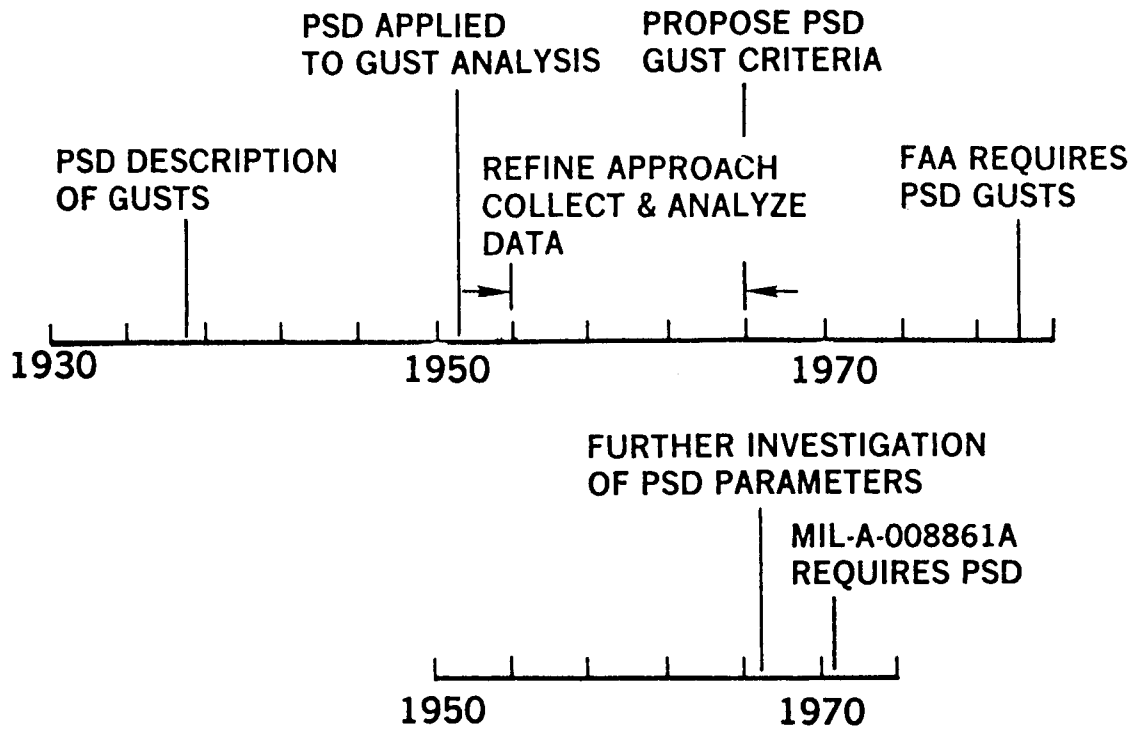 PSD APPLIED
TO GUST ANALYSIS
PROPOSE PSD
GUST CRITERIA
PSD DESCRIPTION
OF GUSTS
REFINE APPROACH
COLLECT & ANALYZE
DATA
FAA REQUIRES
PSD GUSTS
1930
1950
1970
FURTHER INVESTIGATION
OF PSD PARAMETERS
MIL-A-008861A
REQUIRES PSD
1950
1970